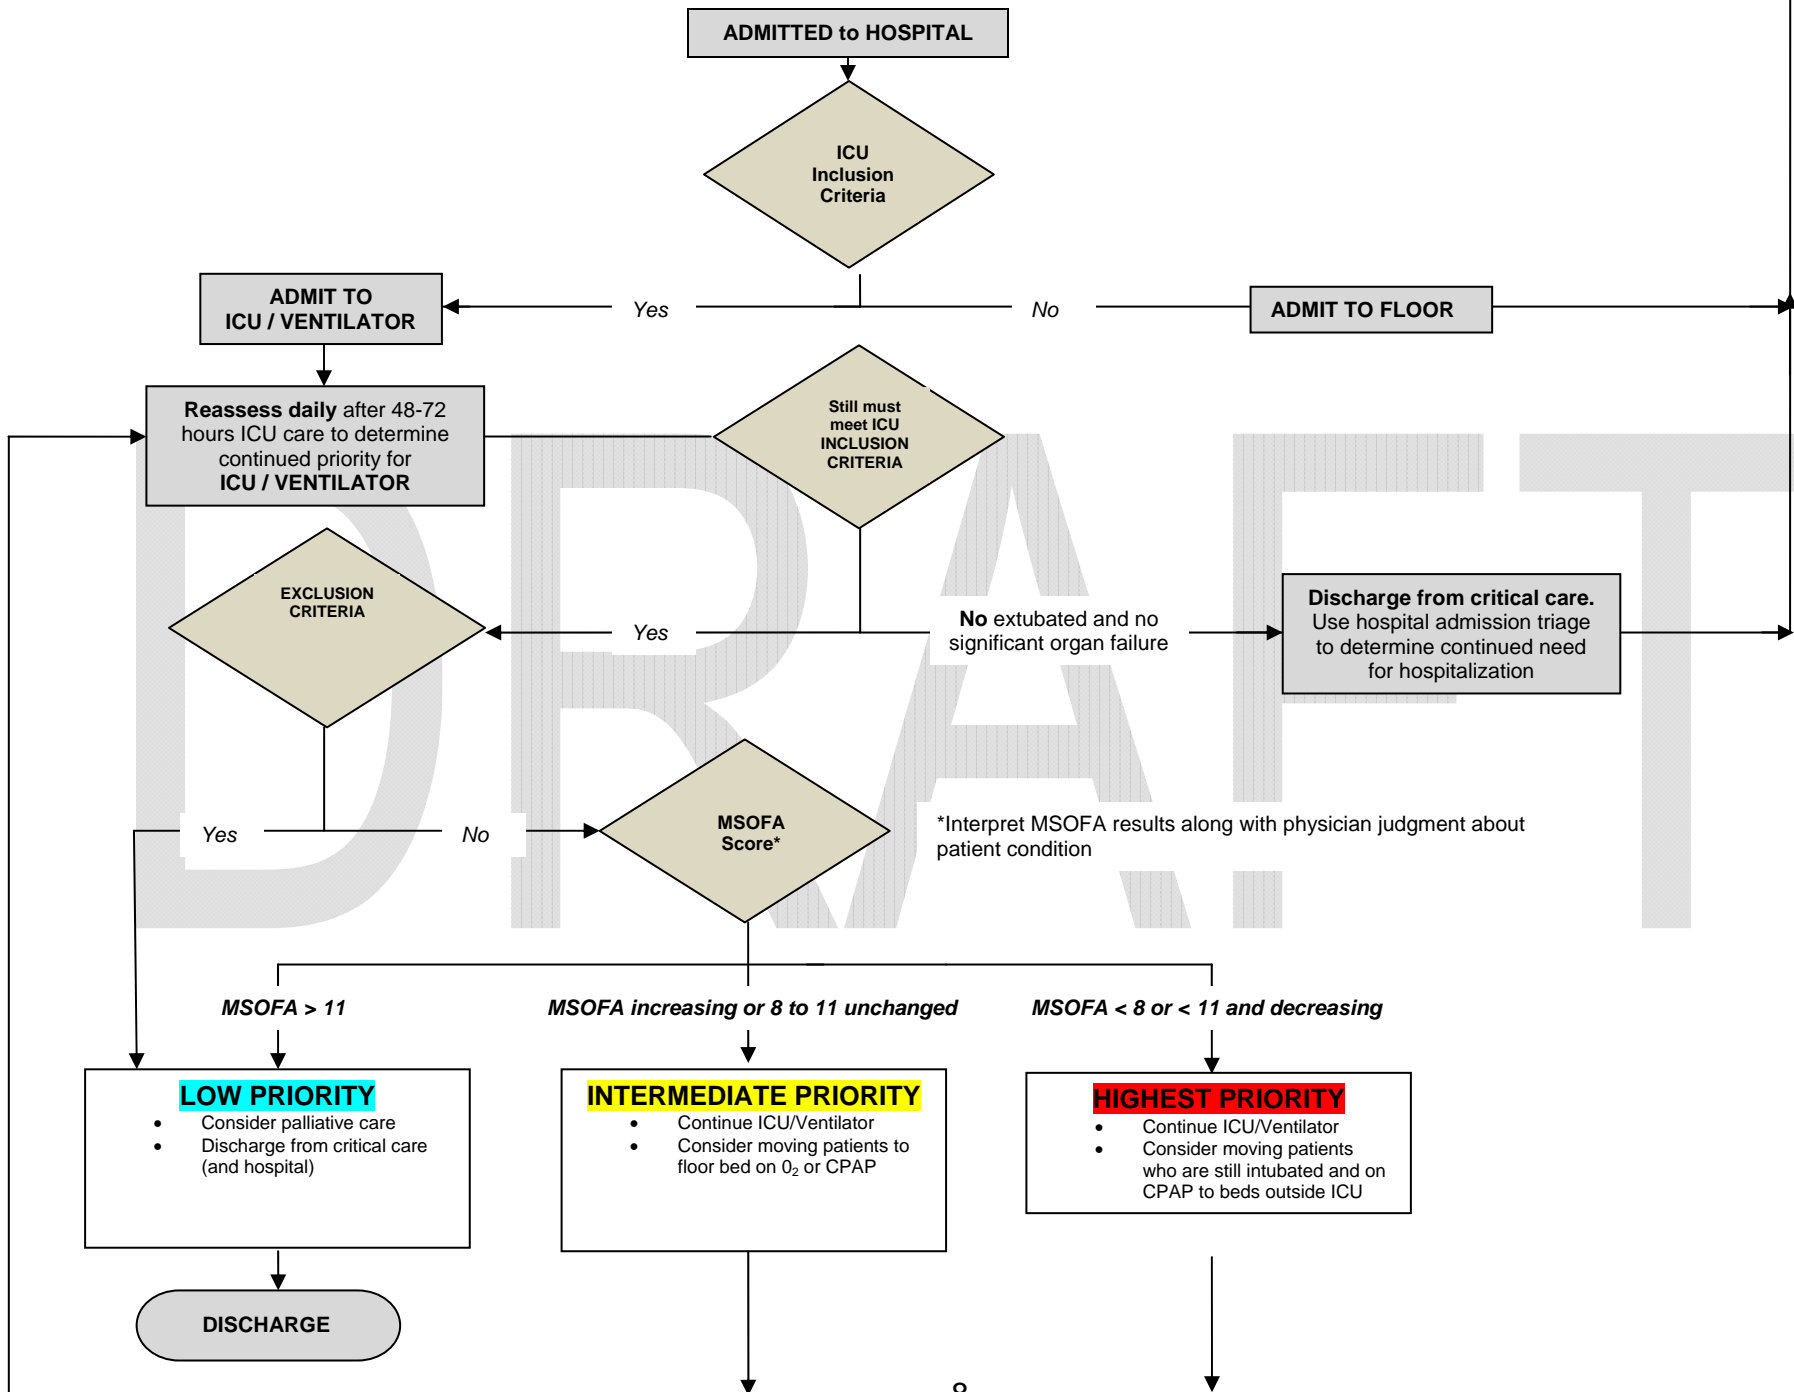 ADMITTED to HOSPITAL
ICU
Inclusion
Criteria
ADMIT TO
ICU / VENTILATOR
Yes
No
ADMIT TO FLOOR
Reassess daily after 48-72
hours ICU care to determine
continued priority for
ICU / VENTILATOR
Still must
meet ICU
INCLUSION
CRITERIA
EXCLUSION
CRITERIA
Yes
No extubated and no
significant organ failure
Discharge from critical care.
Use hospital admission triage
to determine continued need
for hospitalization
Yes
No
MSOFA
Score*
*Interpret MSOFA results along with physician judgment about
patient condition
MSOFA > 11
MSOFA increasing or 8 to 11 unchanged
MSOFA < 8 or < 11 and decreasing
LOW PRIORITY
• Consider palliative care
• Discharge from critical care
(and hospital)
INTERMEDIATE PRIORITY
• Continue ICU/Ventilator
• Consider moving patients to
floor bed on 0₂ or CPAP
HIGHEST PRIORITY
• Continue ICU/Ventilator
• Consider moving patients
who are still intubated and on
CPAP to beds outside ICU
DISCHARGE
DRAFT